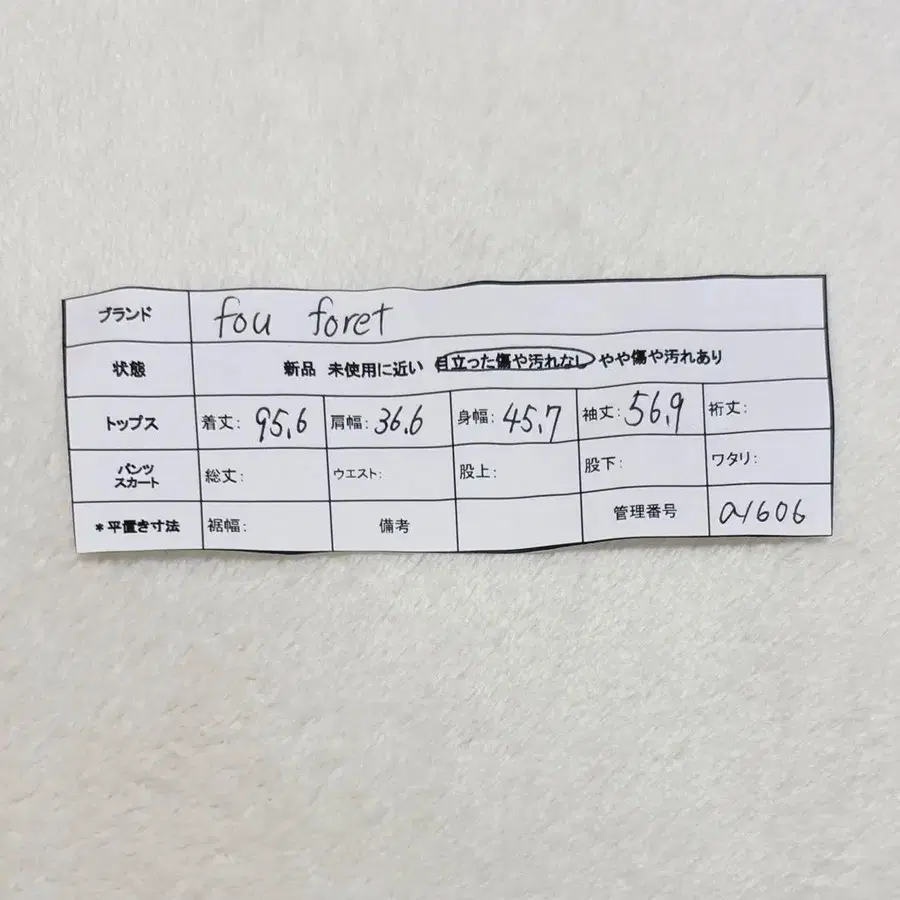 ブランド fou foret
状態 新品 未使用に近い 目立った傷や汚れなし やや傷や汚れあり
トップス 着丈: 95.6 肩幅: 36.6 身幅: 45.7 袖丈: 56.9 裄丈:
パンツ
スカート 総丈: ウエスト: 股上: 股下: ワタリ:
*平置き寸法 裾幅: 備考 管理番号 a1606